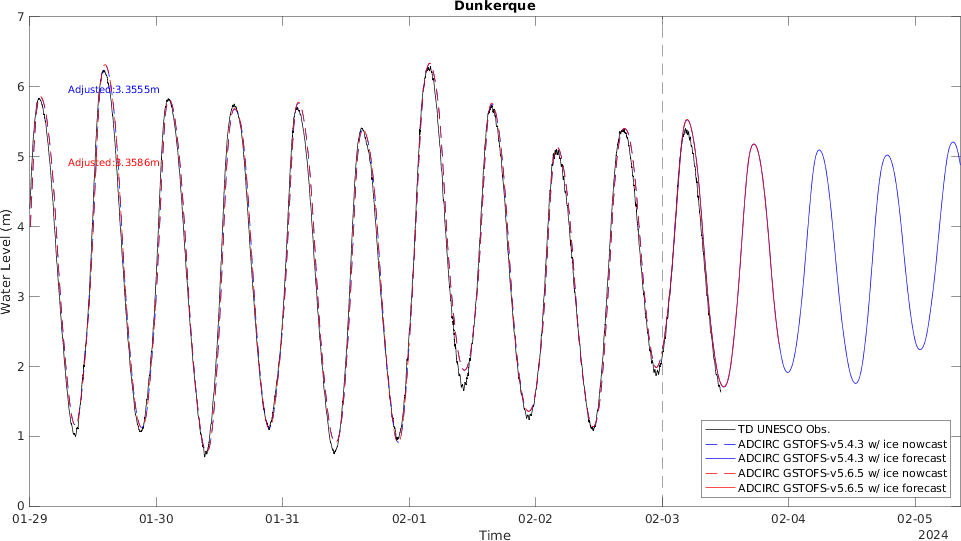 Dunkerque
7
6
5
4
3
2
1
0
Water Level (m)
Adjusted:3.3555m
Adjusted:3.3586m
TD UNESCO Obs.
ADCIRC GSTOFS-v5.4.3 w/ ice nowcast
ADCIRC GSTOFS-v5.4.3 w/ ice forecast
ADCIRC GSTOFS-v5.6.5 w/ ice nowcast
ADCIRC GSTOFS-v5.6.5 w/ ice forecast
01-29 01-30 01-31 02-01 02-02 02-03 02-04 02-05
Time
2024